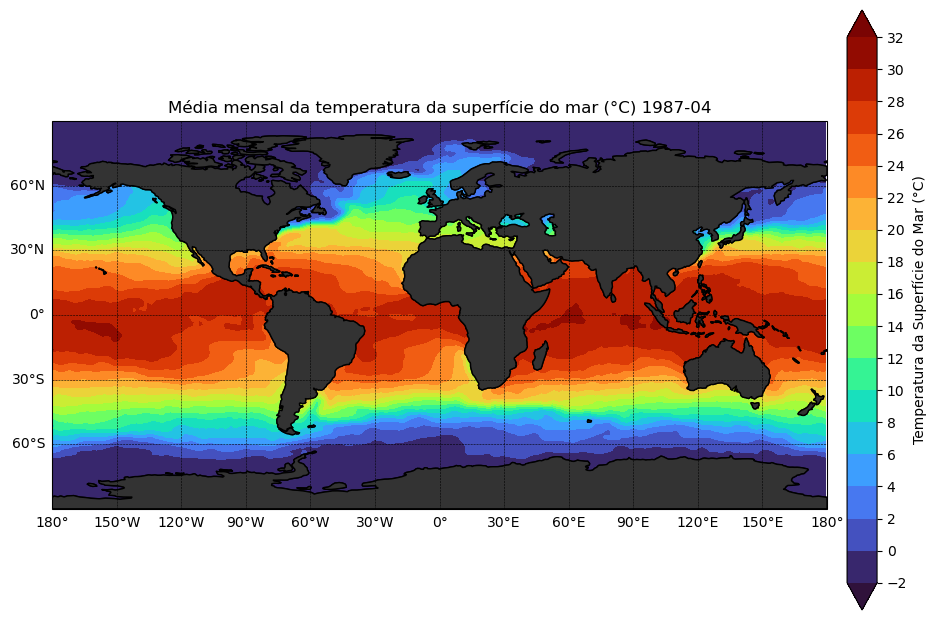 Média mensal da temperatura da superfície do mar (°C) 1987-04
60°N
30°N
0°
30°S
60°S
180° 150°W 120°W 90°W 60°W 30°W 0° 30°E 60°E 90°E 120°E 150°E 180°
32
30
28
26
24
22
20
18
16
14
12
10
8
6
4
2
0
−2
Temperatura da Superfície do Mar (°C)